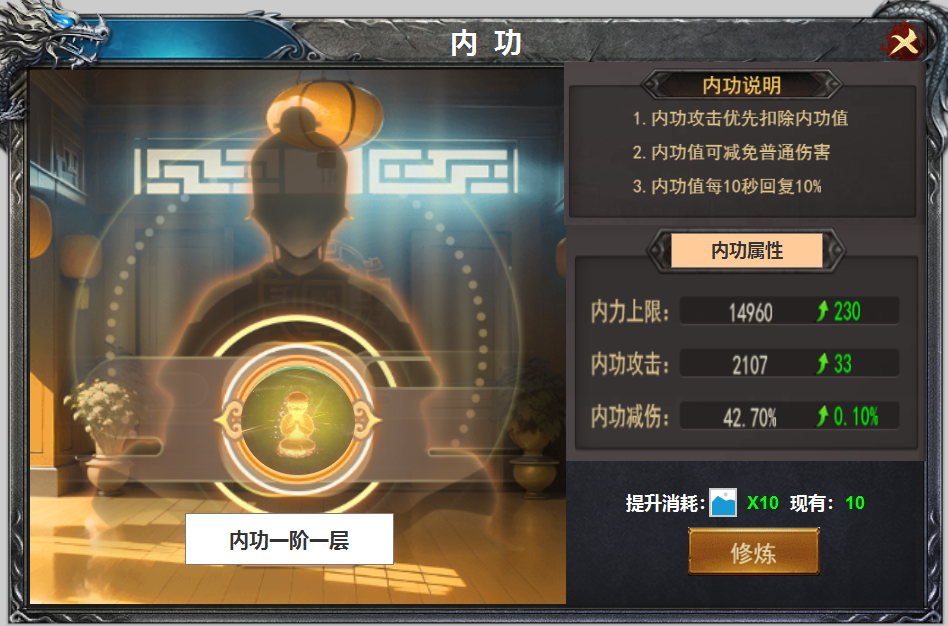 内 功
内功说明
1. 内功攻击优先扣除内功值
2. 内功值可减免普通伤害
3. 内功值每10秒回复10%
内功属性
内力上限： 14960 230
内功攻击： 2107 33
内功减伤： 42.70% 0.10%
提升消耗: X10 现有： 10
修炼
内功一阶一层